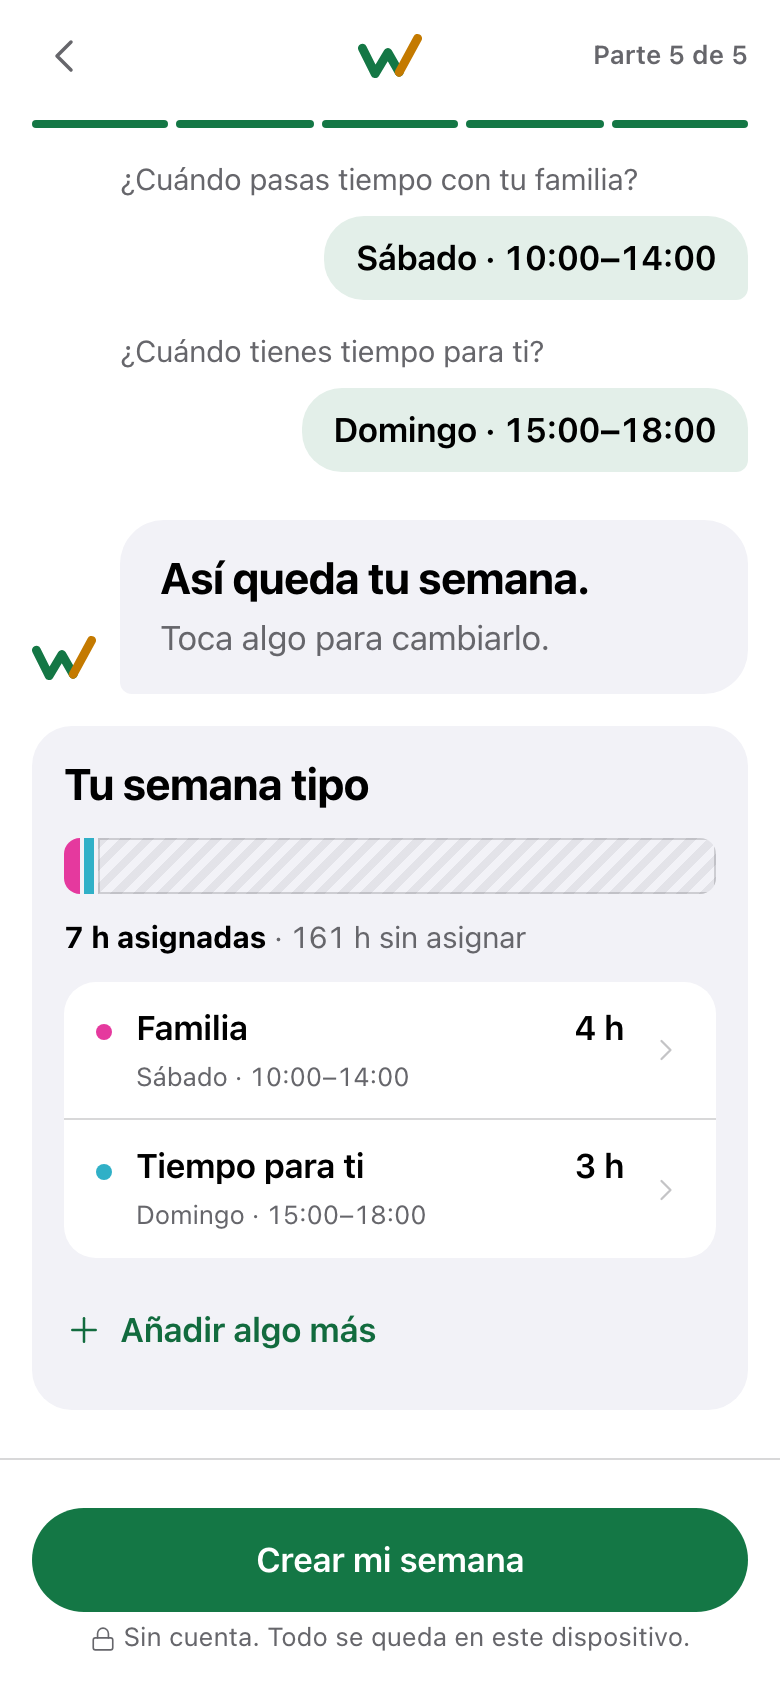 Parte 5 de 5
¿Cuándo pasas tiempo con tu familia?
Sábado · 10:00–14:00
¿Cuándo tienes tiempo para ti?
Domingo · 15:00–18:00
Así queda tu semana.
Toca algo para cambiarlo.
Tu semana tipo
7 h asignadas · 161 h sin asignar
Familia 4 h
Sábado · 10:00–14:00
Tiempo para ti 3 h
Domingo · 15:00–18:00
Añadir algo más
Crear mi semana
Sin cuenta. Todo se queda en este dispositivo.